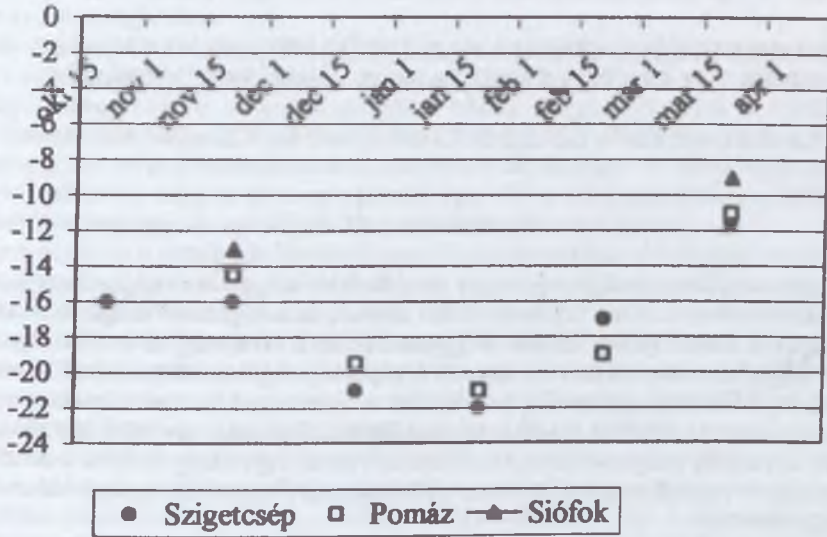 0
-2
-4
-6
-8
-10
-12
-14
-16
-18
-20
-22
-24
okt 15
nov 1
nov 15
dec 1
dec 15
jan 1
jan 15
feb 1
feb 15
mar 1
mar 15
apr 1
Szigetcsép Pomáz Siófok